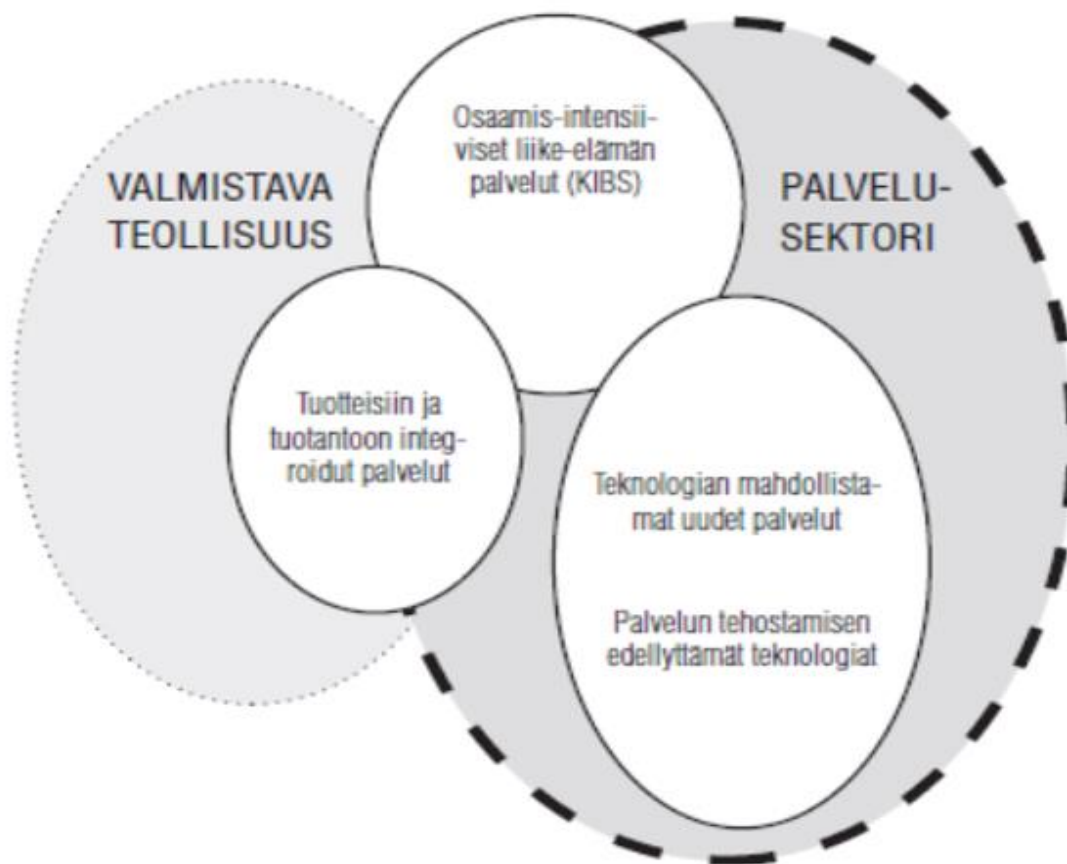 Osaamis-intensii-
viset liike-elämän
palvelut (KIBS)
VALMISTAVA
TEOLLISUUS
PALVELU-
SEKTORI
Tuotteisiin ja
tuotantoon integ-
roidut palvelut
Teknologian mahdollista-
mat uudet palvelut
Palvelun tehostamisen
edellyttämät teknologiat